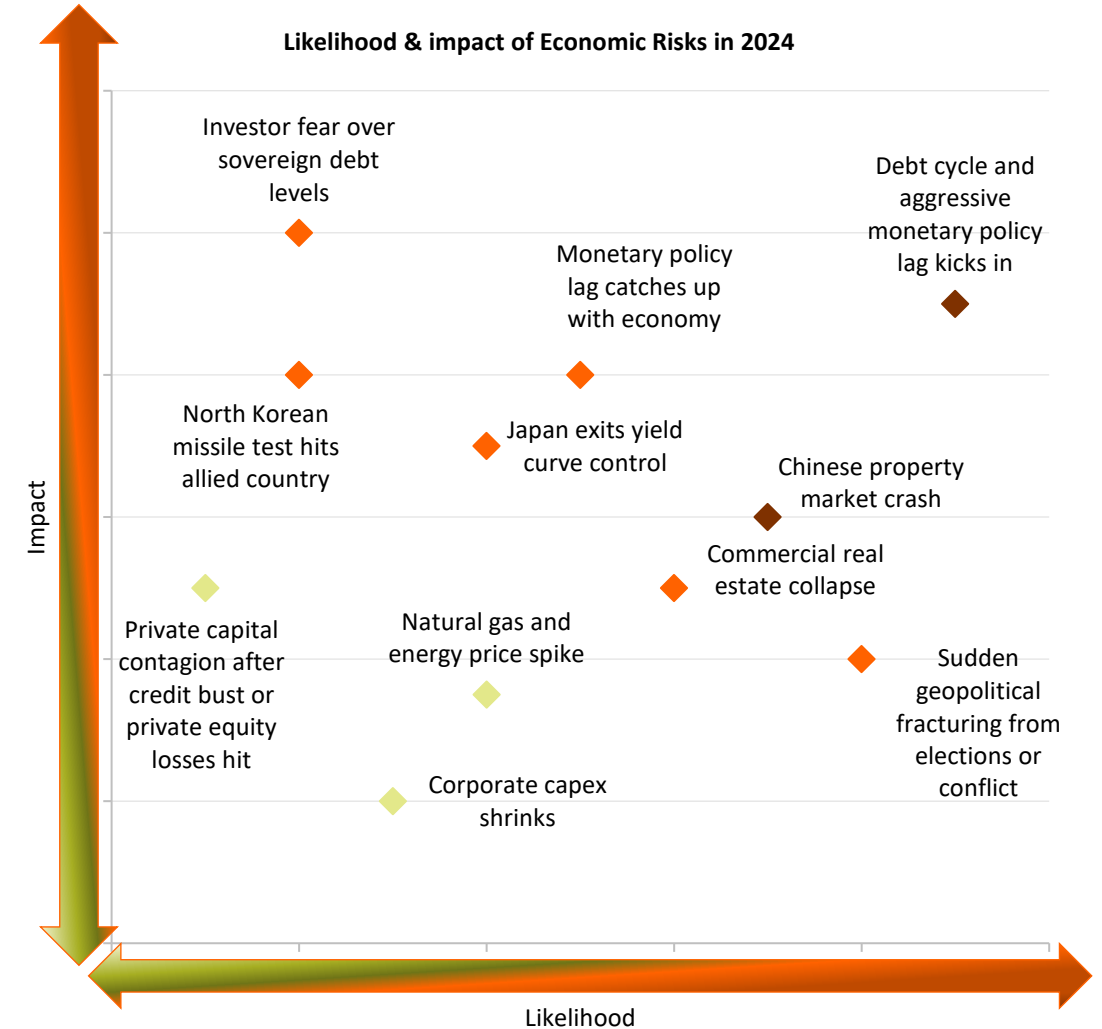 Likelihood & impact of Economic Risks in 2024
Investor fear over
sovereign debt
levels
Debt cycle and
aggressive
monetary policy
lag kicks in
Monetary policy
lag catches up
with economy
North Korean
missile test hits
allied country
Japan exits yield
curve control
Chinese property
market crash
Impact
Commercial real
estate collapse
Private capital
contagion after
credit bust or
private equity
losses hit
Natural gas and
energy price spike
Sudden
geopolitical
fracturing from
elections or
conflict
Corporate capex
shrinks
Likelihood